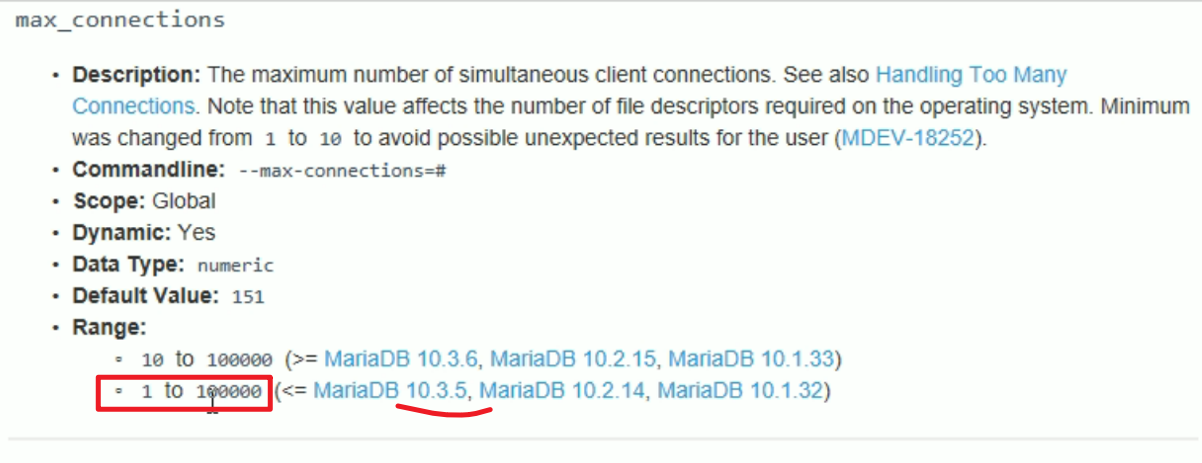 max_connections
• Description: The maximum number of simultaneous client connections. See also Handling Too Many
Connections. Note that this value affects the number of file descriptors required on the operating system. Minimum
was changed from 1 to 10 to avoid possible unexpected results for the user (MDEV-18252).
• Commandline: --max-connections=#
• Scope: Global
• Dynamic: Yes
• Data Type: numeric
• Default Value: 151
• Range:
◦ 10 to 100000 (>= MariaDB 10.3.6, MariaDB 10.2.15, MariaDB 10.1.33)
◦ 1 to 100000 (<= MariaDB 10.3.5, MariaDB 10.2.14, MariaDB 10.1.32)